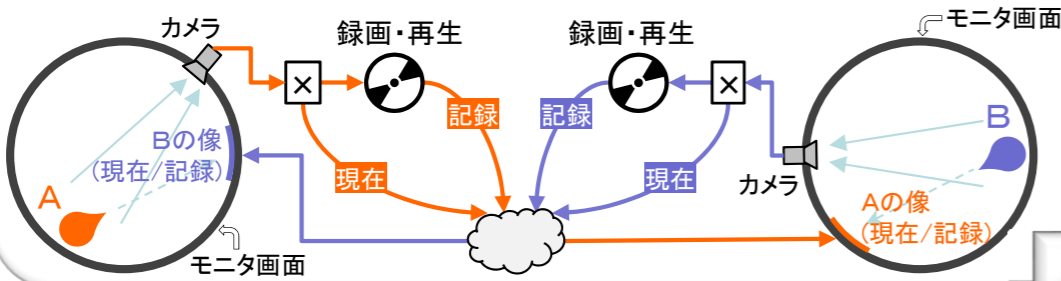 カメラ
録画・再生
録画・再生
モニタ画面
×
×
記録
記録
Bの像
(現在/記録)
B
A
現在
現在
カメラ
Aの像
(現在/記録)
モニタ画面